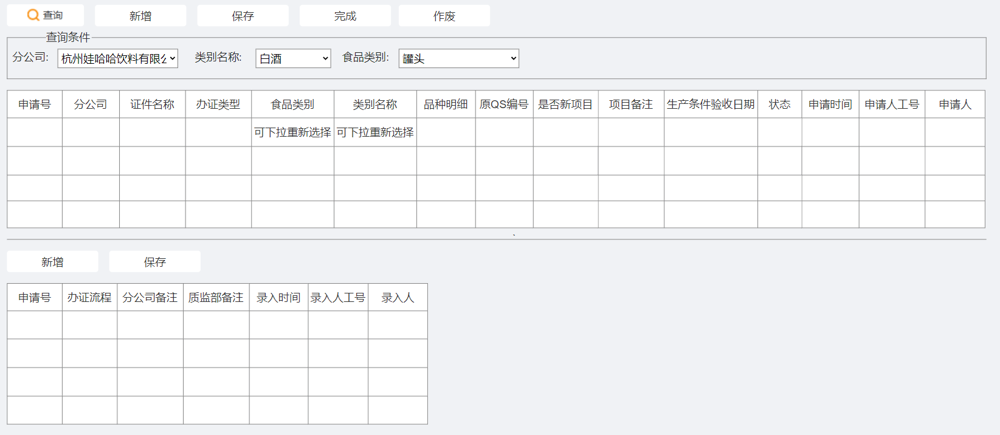 查询 新增 保存 完成 作废
查询条件
分公司: 杭州娃哈哈饮料有限公 类别名称: 白酒 食品类别: 罐头
申请号 分公司 证件名称 办证类型 食品类别 类别名称 品种明细 原QS编号 是否新项目 项目备注 生产条件验收日期 状态 申请时间 申请人工号 申请人
可下拉重新选择 可下拉重新选择
、
新增 保存
申请号 办证流程 分公司备注 质监部备注 录入时间 录入人工号 录入人